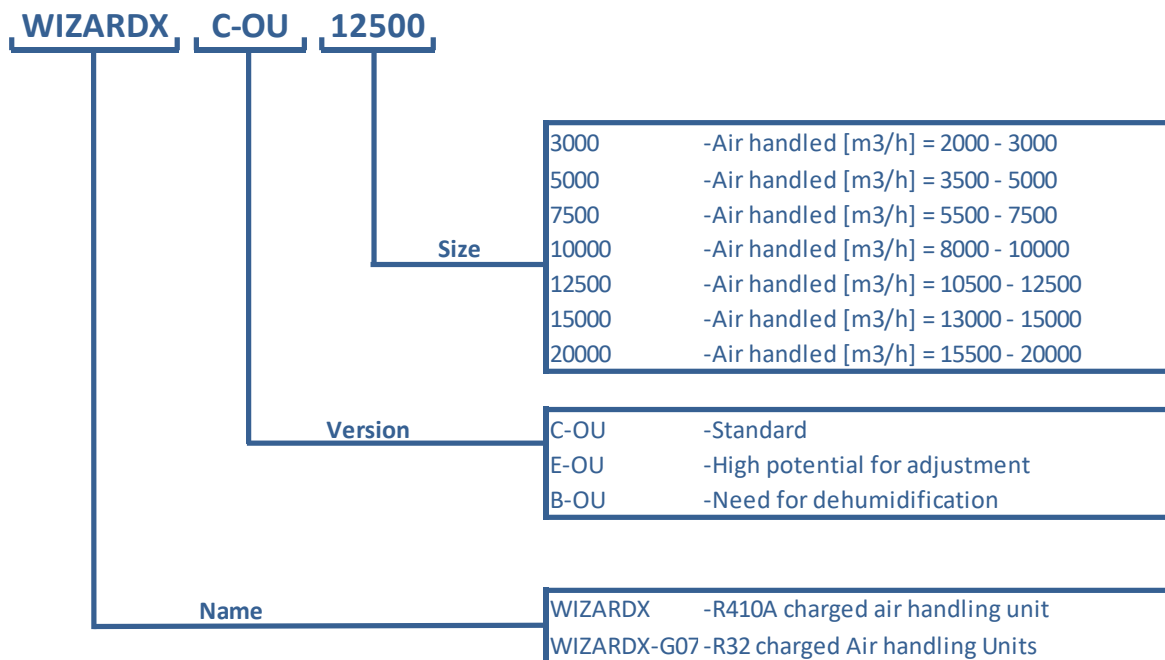 WIZARDX C-OU 12500
3000 -Air handled [m3/h] = 2000 - 3000
5000 -Air handled [m3/h] = 3500 - 5000
7500 -Air handled [m3/h] = 5500 - 7500
Size
10000 -Air handled [m3/h] = 8000 - 10000
12500 -Air handled [m3/h] = 10500 - 12500
15000 -Air handled [m3/h] = 13000 - 15000
20000 -Air handled [m3/h] = 15500 - 20000
Version
C-OU -Standard
E-OU -High potential for adjustment
B-OU -Need for dehumidification
Name
WIZARDX -R410A charged air handling unit
WIZARDX-G07 -R32 charged Air handling Units